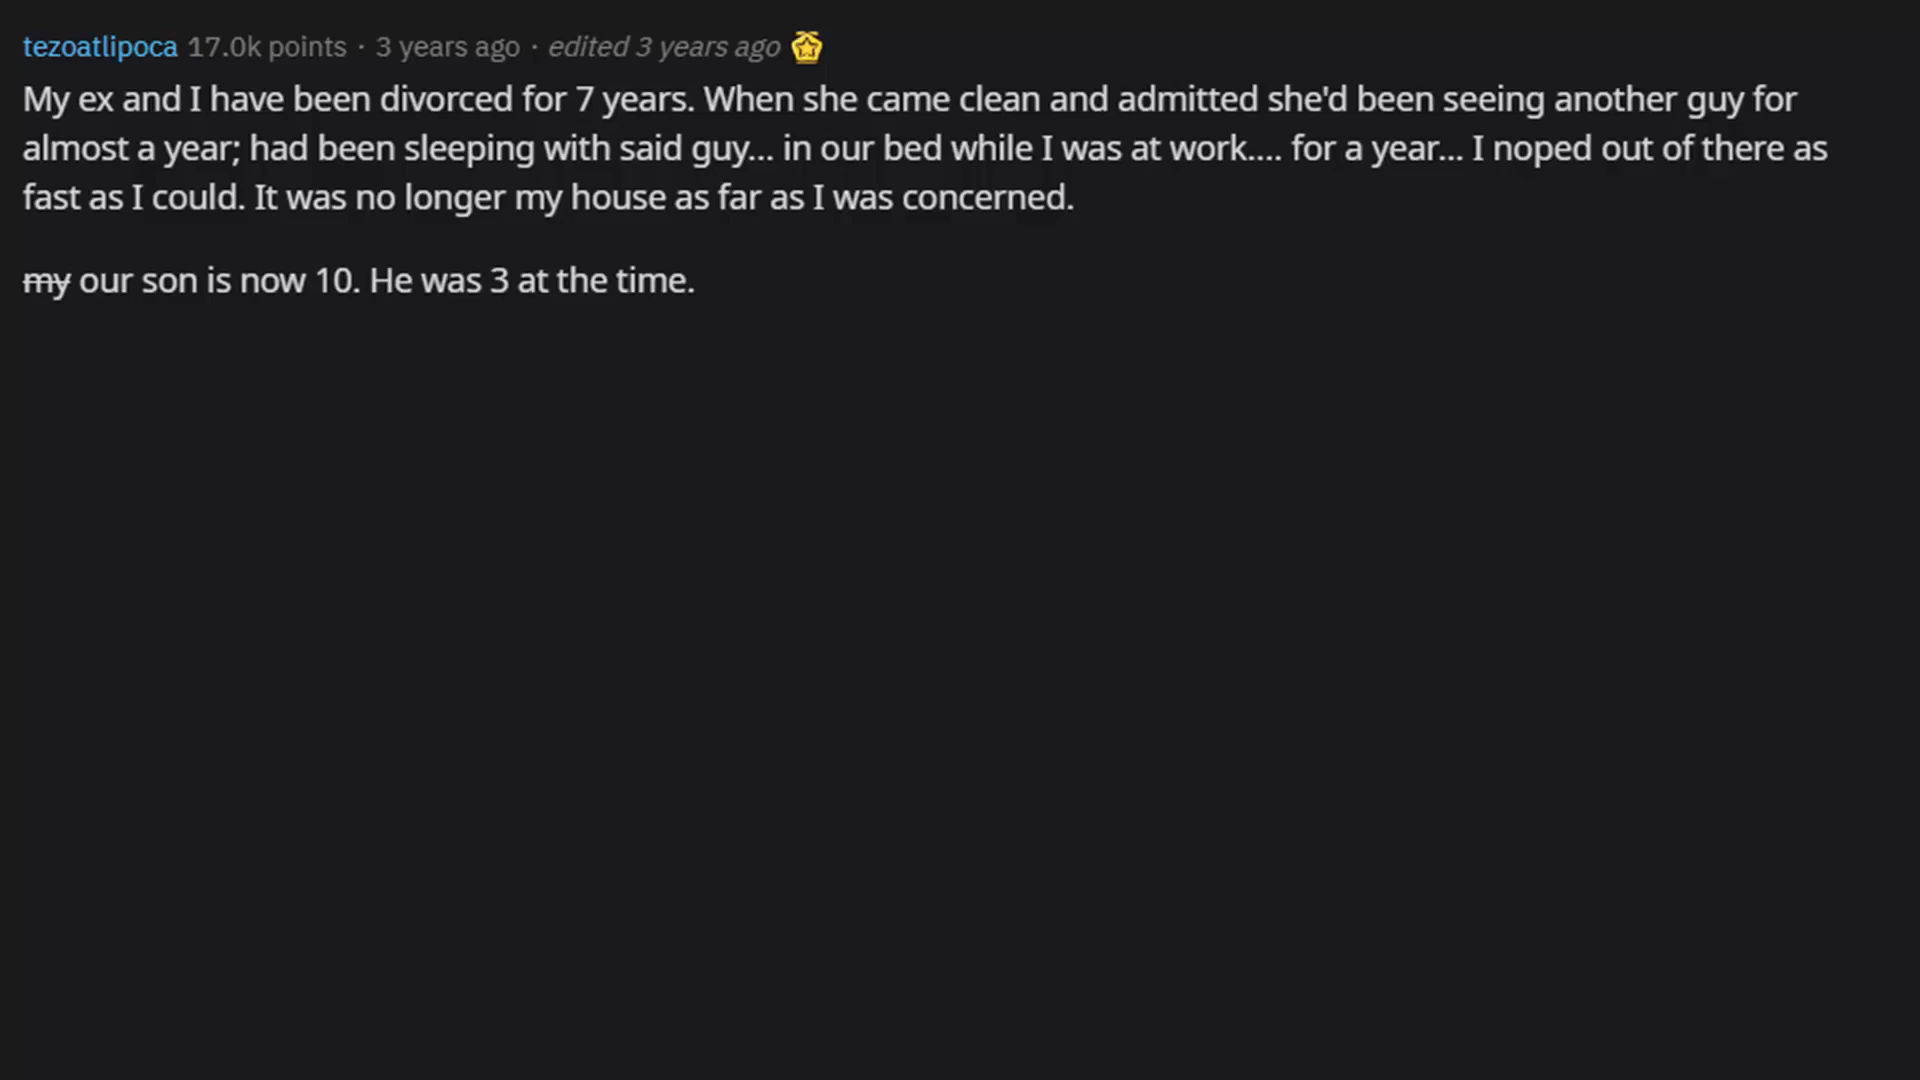 tezoatlipoca 17.0k points · 3 years ago · edited 3 years ago
My ex and I have been divorced for 7 years. When she came clean and admitted she'd been seeing another guy for
almost a year; had been sleeping with said guy... in our bed while I was at work.... for a year... I noped out of there as
fast as I could. It was no longer my house as far as I was concerned.
my our son is now 10. He was 3 at the time.